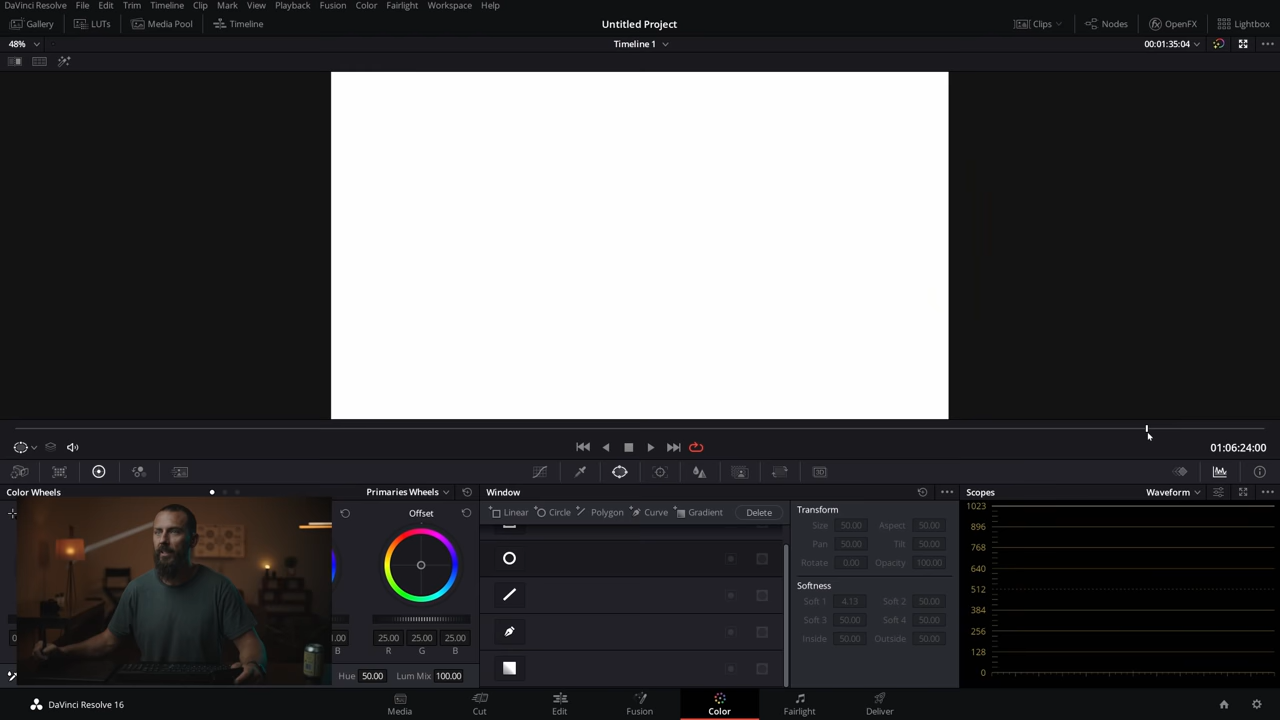 DaVinci Resolve File Edit Trim Timeline Clip Mark View Playback Fusion Color Fairlight Workspace Help
Gallery LUTs Media Pool Timeline Untitled Project Clips Nodes OpenFX Lightbox
48% Timeline 1 00:01:35:04
01:06:24:00
Color Wheels Primaries Wheels Window Scopes Waveform
Offset
Linear Circle Polygon Curve Gradient Delete
Transform
Size 50.00 Aspect 50.00
Pan 50.00 Tilt 50.00
Rotate 0.00 Opacity 100.00
Softness
Soft 1 4.13 Soft 2 50.00
Soft 3 50.00 Soft 4 50.00
Inside 50.00 Outside 50.00
1023
896
768
640
512
384
256
128
0
25.00 25.00 25.00
B R G B
Hue 50.00 Lum Mix 100.00
DaVinci Resolve 16 Media Cut Edit Fusion Color Fairlight Deliver